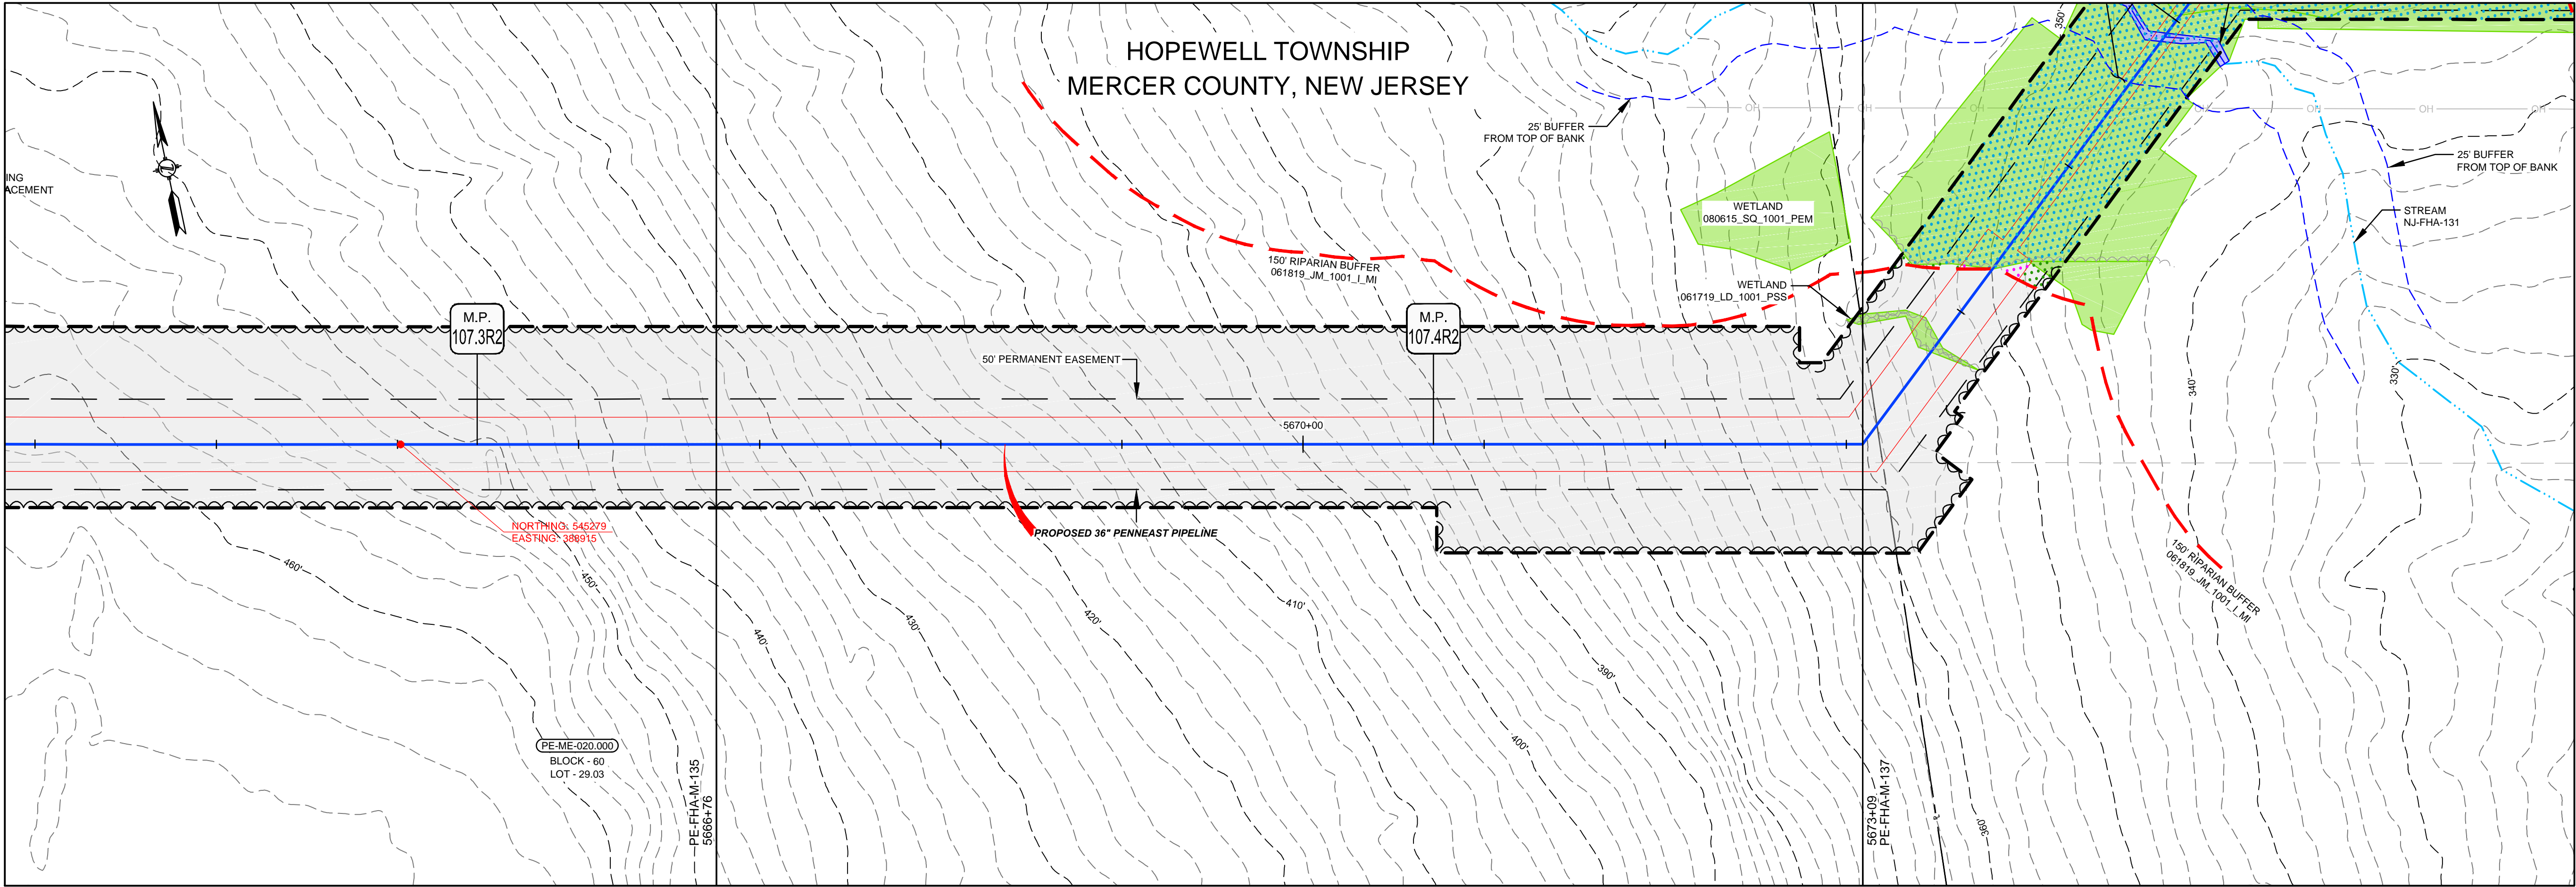 HOPEWELL TOWNSHIP
MERCER COUNTY, NEW JERSEY
ING
ACEMENT
25' BUFFER
FROM TOP OF BANK
WETLAND
080615_SQ_1001_PEM
350'
OH
OH
OH
OH
OH
OH
25' BUFFER
FROM TOP OF BANK
STREAM
NJ-FHA-131
150' RIPARIAN BUFFER
061819_JM_1001_I_MI
WETLAND
061719_LD_1001_PSS
M.P.
107.3R2
M.P.
107.4R2
50' PERMANENT EASEMENT
5670+00
340'
330'
NORTHING: 545279
EASTING: 388915
PROPOSED 36" PENNEAST PIPELINE
150' RIPARIAN BUFFER
061819_JM_1001_I_MI
460'
450'
440'
430'
420'
410'
390'
400'
360'
PE-ME-020.000
BLOCK - 60
LOT - 29.03
PE-FHA-M-135
5666+76
5673+09
PE-FHA-M-137